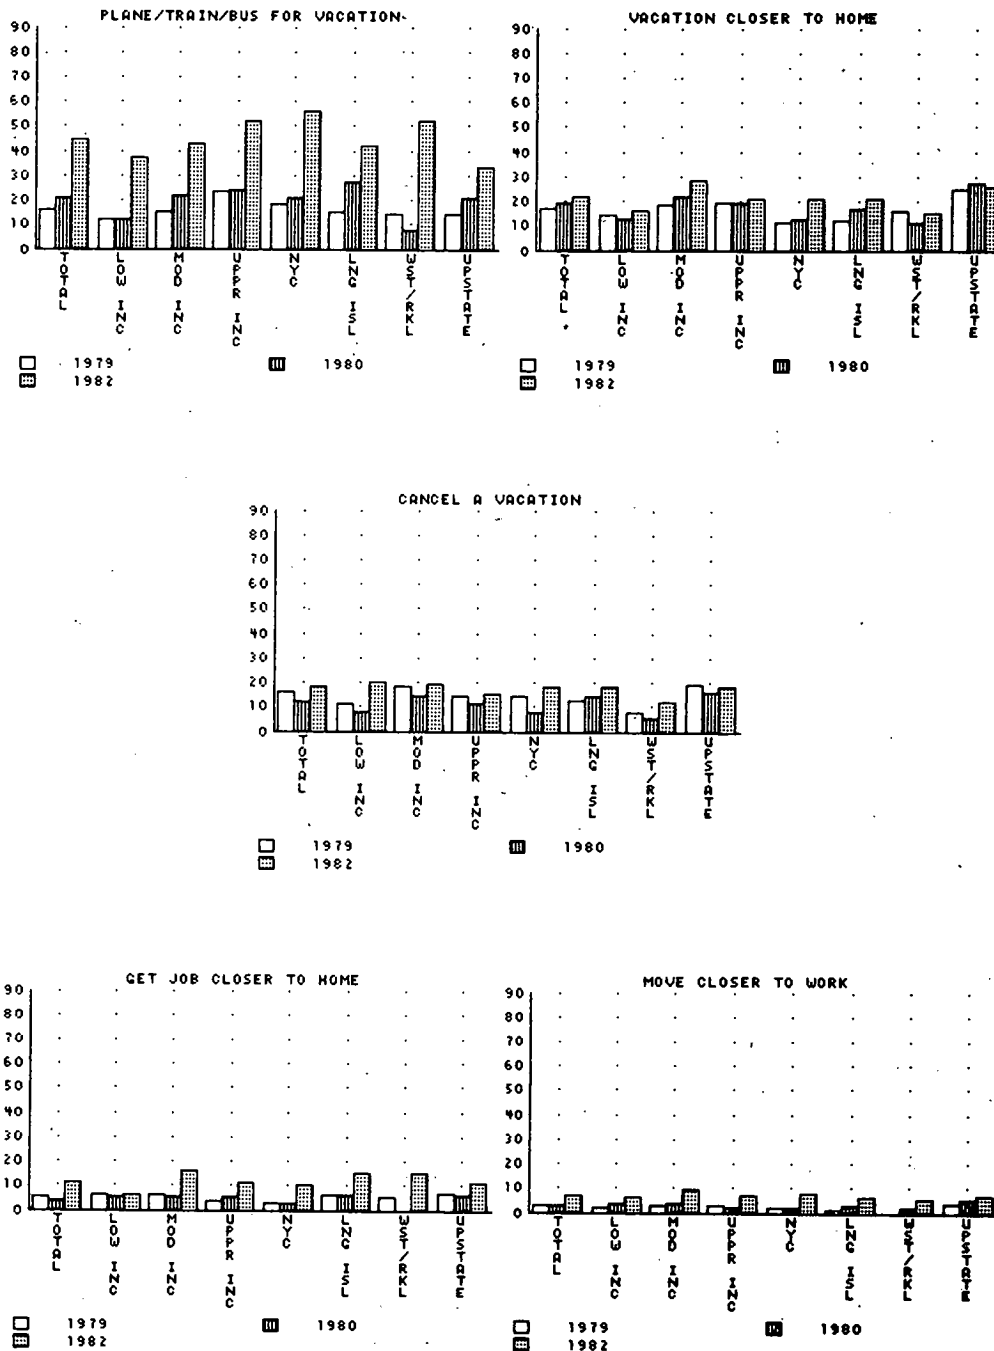 PLANE/TRAIN/BUS FOR VACATION
90
80
70
60
50
40
30
20
10
0
TOTAL
LOW INC
MOD INC
UPPR INC
NYC
LNG ISL
WST/RKL
UPSTATE
1979
1980
1982
VACATION CLOSER TO HOME
90
80
70
60
50
40
30
20
10
0
TOTAL
LOW INC
MOD INC
UPPR INC
NYC
LNG ISL
WST/RKL
UPSTATE
1979
1980
1982
CANCEL A VACATION
90
80
70
60
50
40
30
20
10
0
TOTAL
LOW INC
MOD INC
UPPR INC
NYC
LNG ISL
WST/RKL
UPSTATE
1979
1980
1982
GET JOB CLOSER TO HOME
90
80
70
60
50
40
30
20
10
0
TOTAL
LOW INC
MOD INC
UPPR INC
NYC
LNG ISL
WST/RKL
UPSTATE
1979
1980
1982
MOVE CLOSER TO WORK
90
80
70
60
50
40
30
20
10
0
TOTAL
LOW INC
MOD INC
UPPR INC
NYC
LNG ISL
WST/RKL
UPSTATE
1979
1980
1982